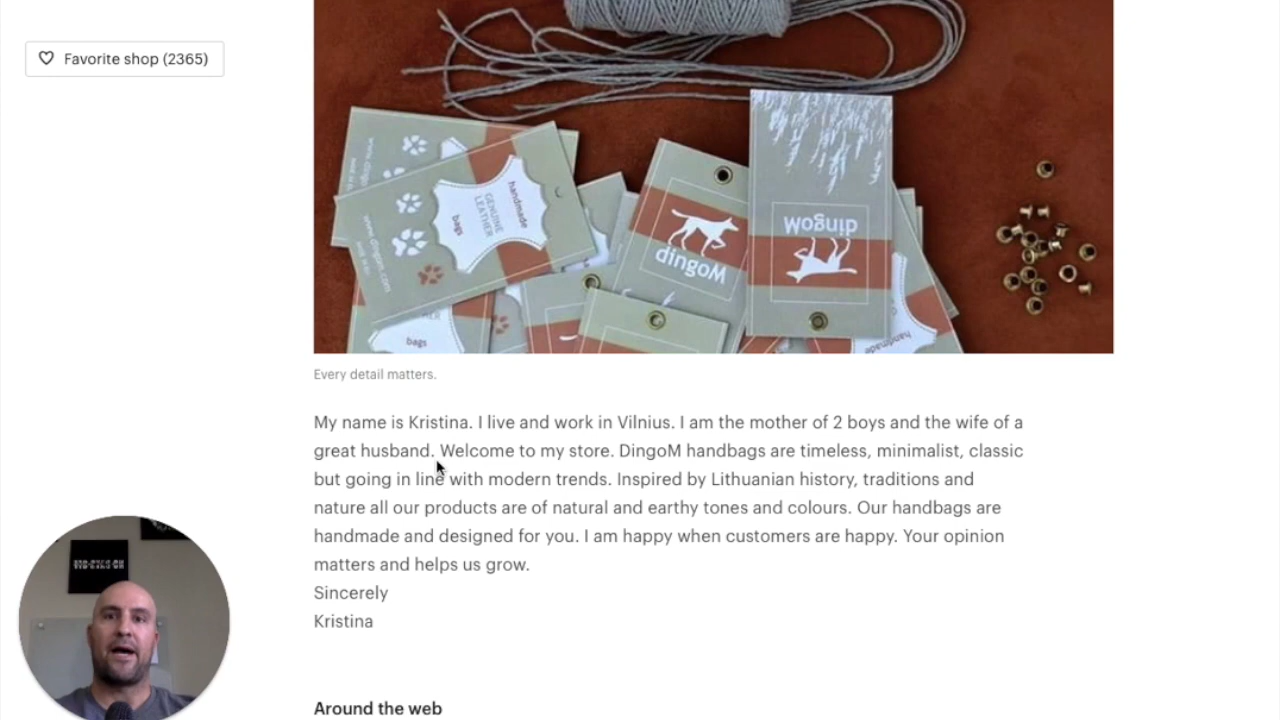 Favorite shop (2365)
handmade
GENUINE
LEATHER
bags
dingoM
dingoM
bags
handmade
Every detail matters.
My name is Kristina. I live and work in Vilnius. I am the mother of 2 boys and the wife of a
great husband. Welcome to my store. DingoM handbags are timeless, minimalist, classic
but going in line with modern trends. Inspired by Lithuanian history, traditions and
nature all our products are of natural and earthy tones and colours. Our handbags are
handmade and designed for you. I am happy when customers are happy. Your opinion
matters and helps us grow.
Sincerely
Kristina
Around the web